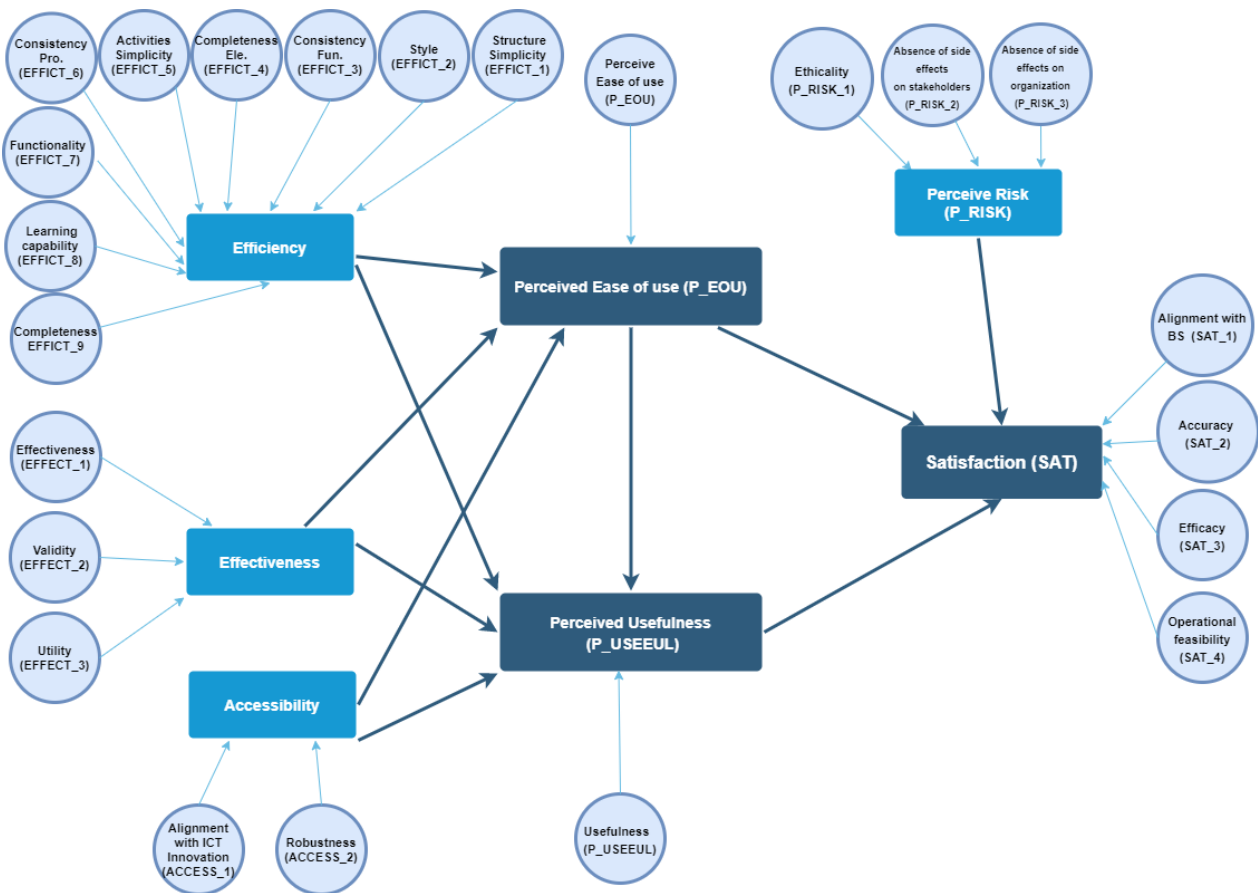 Consistency
Pro.
(EFFICT_6)
Activities
Simplicity
(EFFICT_5)
Completeness
Ele.
(EFFICT_4)
Consistency
Fun.
(EFFICT_3)
Style
(EFFICT_2)
Structure
Simplicity
(EFFICT_1)
Perceive
Ease of use
(P_EOU)
Ethicality
(P_RISK_1)
Absence of side
effects
on stakeholders
(P_RISK_2)
Absence of side
effects on
organization
(P_RISK_3)
Functionality
(EFFICT_7)
Learning
capability
(EFFICT_8)
Completeness
EFFICT_9
Efficiency
Perceived Ease of use (P_EOU)
Perceive Risk
(P_RISK)
Alignment with
BS (SAT_1)
Accuracy
(SAT_2)
Satisfaction (SAT)
Efficacy
(SAT_3)
Operational
feasibility
(SAT_4)
Effectiveness
(EFFECT_1)
Validity
(EFFECT_2)
Utility
(EFFECT_3)
Effectiveness
Perceived Usefulness
(P_USEEUL)
Accessibility
Alignment
with ICT
Innovation
(ACCESS_1)
Robustness
(ACCESS_2)
Usefulness
(P_USEEUL)